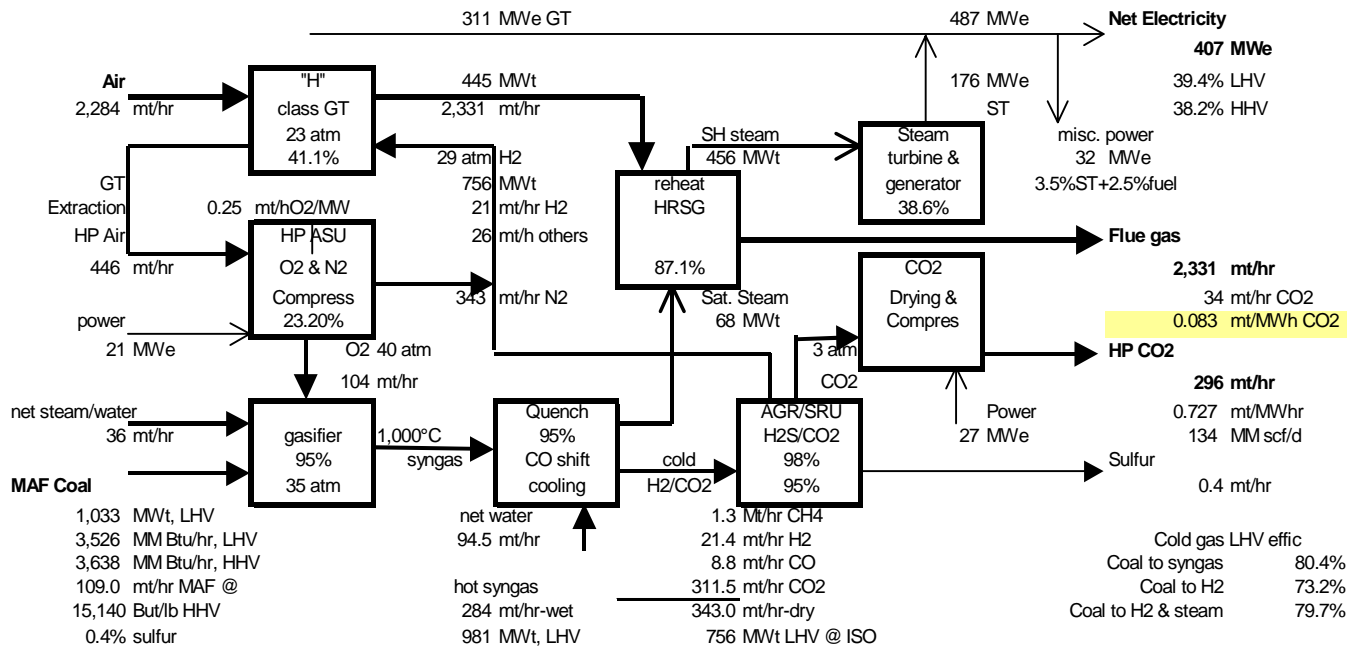 311 MWe GT
487 MWe
Net Electricity
407 MWe
39.4% LHV
38.2% HHV
Air
2,284 mt/hr
"H"
class GT
23 atm
41.1%
445 MWt
2,331 mt/hr
176 MWe
ST
misc. power
32 MWe
3.5%ST+2.5%fuel
SH steam
456 MWt
Steam
turbine &
generator
38.6%
29 atm H2
756 MWt
21 mt/hr H2
26 mt/h others
reheat
HRSG
87.1%
GT
Extraction
HP Air
446 mt/hr
0.25 mt/hO2/MW
HP ASU
O2 & N2
Compress
23.20%
343 mt/hr N2
Sat. Steam
68 MWt
CO2
Drying &
Compres
Flue gas
2,331 mt/hr
34 mt/hr CO2
0.083 mt/MWh CO2
power
21 MWe
O2 40 atm
104 mt/hr
3 atm
CO2
HP CO2
296 mt/hr
0.727 mt/MWhr
134 MM scf/d
Power
27 MWe
net steam/water
36 mt/hr
gasifier
95%
35 atm
1,000°C
syngas
Quench
95%
CO shift
cooling
cold
H2/CO2
AGR/SRU
H2S/CO2
98%
95%
Sulfur
0.4 mt/hr
MAF Coal
1,033 MWt, LHV
3,526 MM Btu/hr, LHV
3,638 MM Btu/hr, HHV
109.0 mt/hr MAF @
15,140 But/lb HHV
0.4% sulfur
net water
94.5 mt/hr
hot syngas
284 mt/hr-wet
981 MWt, LHV
1.3 Mt/hr CH4
21.4 mt/hr H2
8.8 mt/hr CO
311.5 mt/hr CO2
343.0 mt/hr-dry
756 MWt LHV @ ISO
Cold gas LHV effic
Coal to syngas 80.4%
Coal to H2 73.2%
Coal to H2 & steam 79.7%